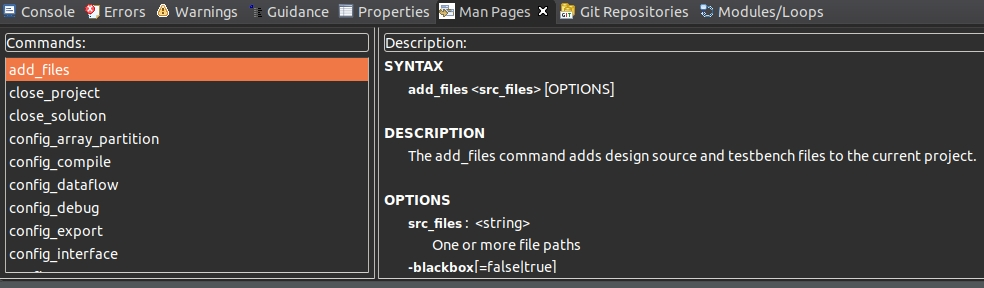 Console Errors Warnings Guidance Properties Man Pages Git Repositories Modules/Loops
Commands:
add_files
close_project
close_solution
config_array_partition
config_compile
config_dataflow
config_debug
config_export
config_interface
Description:
SYNTAX
add_files <src_files> [OPTIONS]
DESCRIPTION
The add_files command adds design source and testbench files to the current project.
OPTIONS
src_files : <string>
One or more file paths
-blackbox[=false|true]